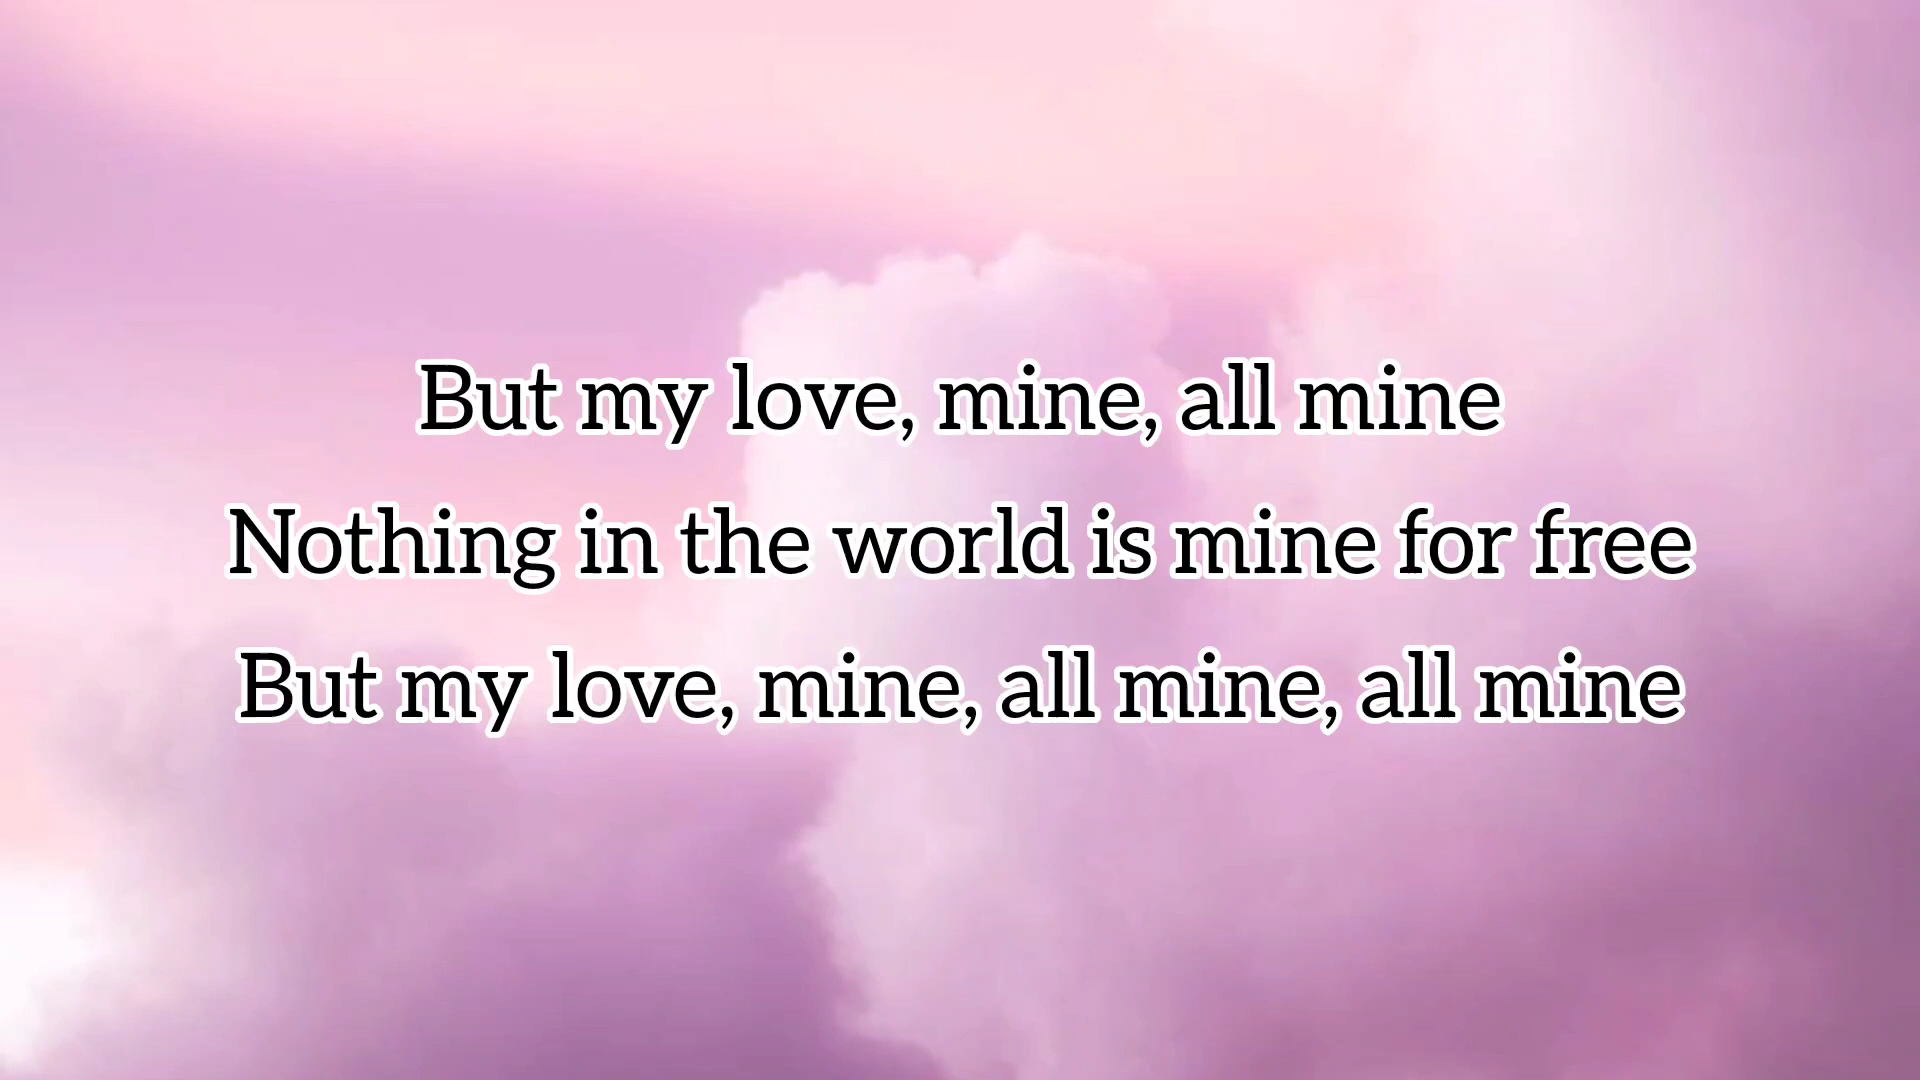 But my love, mine, all mine
Nothing in the world is mine for free
But my love, mine, all mine, all mine